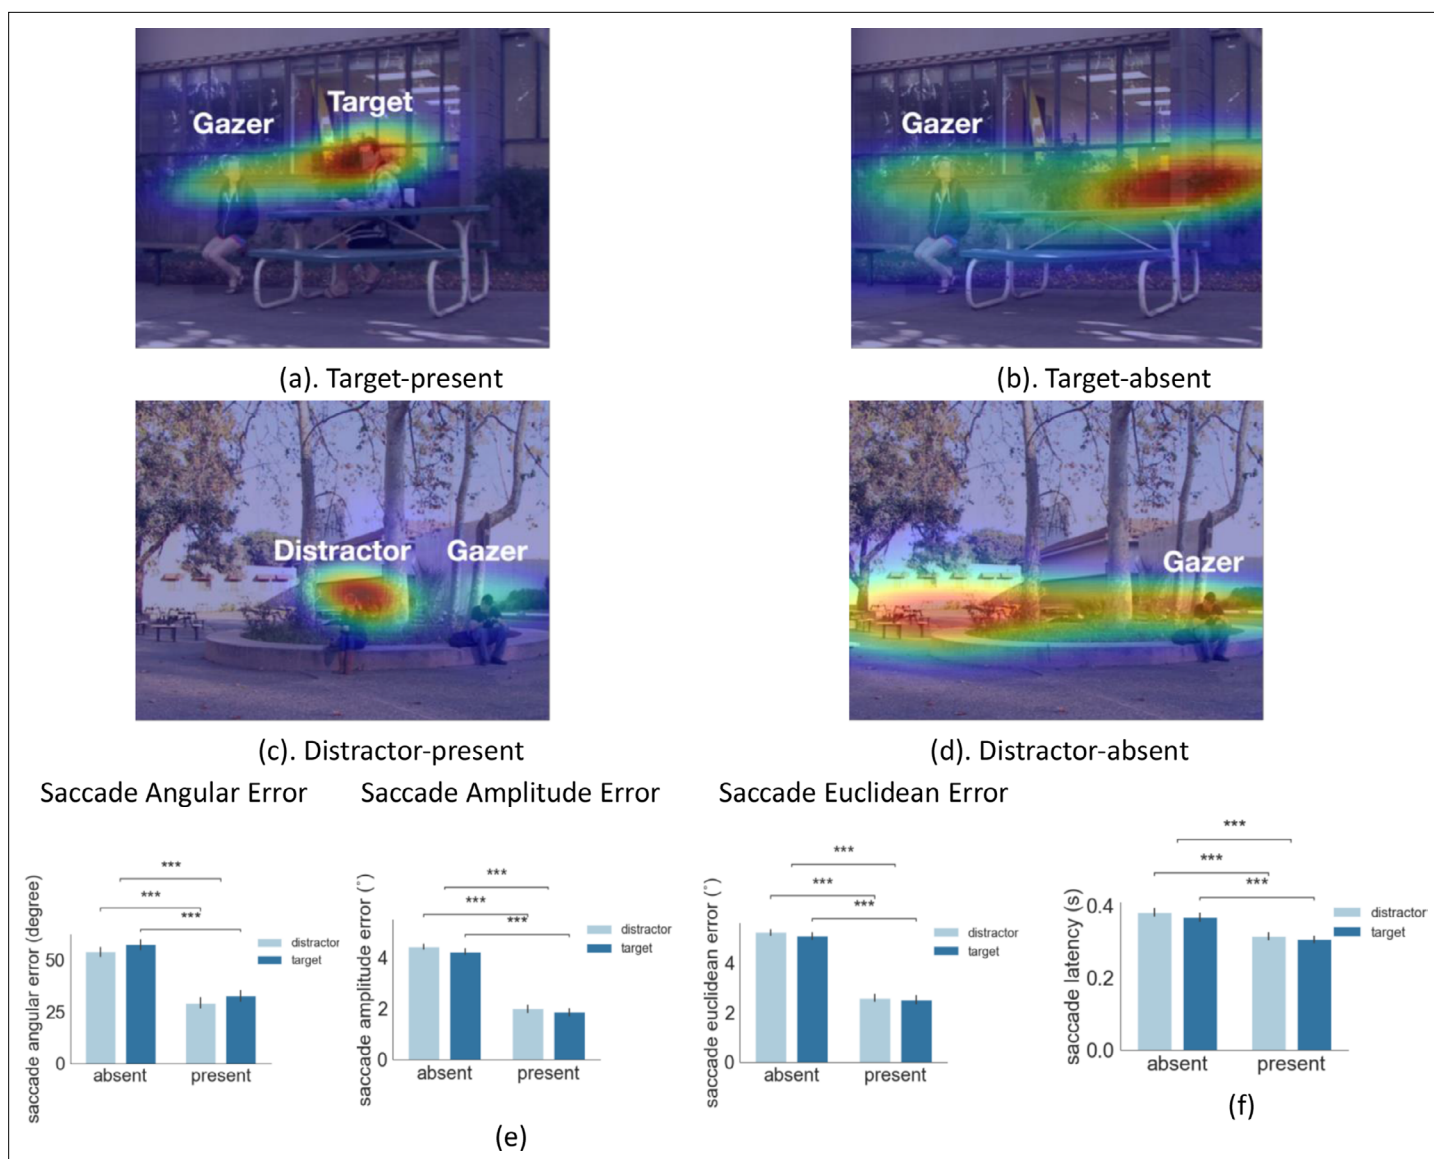 Gazer
Target
Gazer
(a). Target-present
(b). Target-absent
Distractor
Gazer
Gazer
(c). Distractor-present
(d). Distractor-absent
Saccade Angular Error
Saccade Amplitude Error
Saccade Euclidean Error
saccade angular error (degree)
50
25
0
***
***
***
distractor
target
absent
present
saccade amplitude error (°)
4
2
0
***
***
***
distractor
target
absent
present
(e)
saccade euclidean error (°)
4
2
0
***
***
***
distractor
target
absent
present
saccade latency (s)
0.4
0.2
0.0
***
***
***
distractor
target
absent
present
(f)